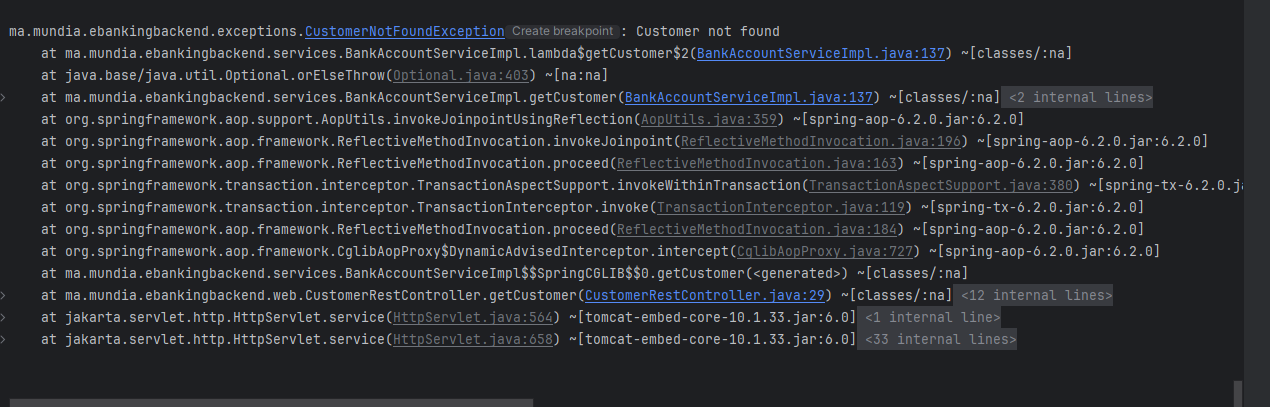 ma.mundia.ebankingbackend.exceptions.CustomerNotFoundException Create breakpoint : Customer not found
at ma.mundia.ebankingbackend.services.BankAccountServiceImpl.lambda$getCustomer$2(BankAccountServiceImpl.java:137) ~[classes/:na]
at java.base/java.util.Optional.orElseThrow(Optional.java:403) ~[na:na]
at ma.mundia.ebankingbackend.services.BankAccountServiceImpl.getCustomer(BankAccountServiceImpl.java:137) ~[classes/:na] <2 internal lines>
at org.springframework.aop.support.AopUtils.invokeJoinpointUsingReflection(AopUtils.java:359) ~[spring-aop-6.2.0.jar:6.2.0]
at org.springframework.aop.framework.ReflectiveMethodInvocation.invokeJoinpoint(ReflectiveMethodInvocation.java:196) ~[spring-aop-6.2.0.jar:6.2.0]
at org.springframework.aop.framework.ReflectiveMethodInvocation.proceed(ReflectiveMethodInvocation.java:163) ~[spring-aop-6.2.0.jar:6.2.0]
at org.springframework.transaction.interceptor.TransactionAspectSupport.invokeWithinTransaction(TransactionAspectSupport.java:380) ~[spring-tx-6.2.0.ja
at org.springframework.transaction.interceptor.TransactionInterceptor.invoke(TransactionInterceptor.java:119) ~[spring-tx-6.2.0.jar:6.2.0]
at org.springframework.aop.framework.ReflectiveMethodInvocation.proceed(ReflectiveMethodInvocation.java:184) ~[spring-aop-6.2.0.jar:6.2.0]
at org.springframework.aop.framework.CglibAopProxy$DynamicAdvisedInterceptor.intercept(CglibAopProxy.java:727) ~[spring-aop-6.2.0.jar:6.2.0]
at ma.mundia.ebankingbackend.services.BankAccountServiceImpl$$SpringCGLIB$$0.getCustomer(<generated>) ~[classes/:na]
at ma.mundia.ebankingbackend.web.CustomerRestController.getCustomer(CustomerRestController.java:29) ~[classes/:na] <12 internal lines>
at jakarta.servlet.http.HttpServlet.service(HttpServlet.java:564) ~[tomcat-embed-core-10.1.33.jar:6.0] <1 internal line>
at jakarta.servlet.http.HttpServlet.service(HttpServlet.java:658) ~[tomcat-embed-core-10.1.33.jar:6.0] <33 internal lines>